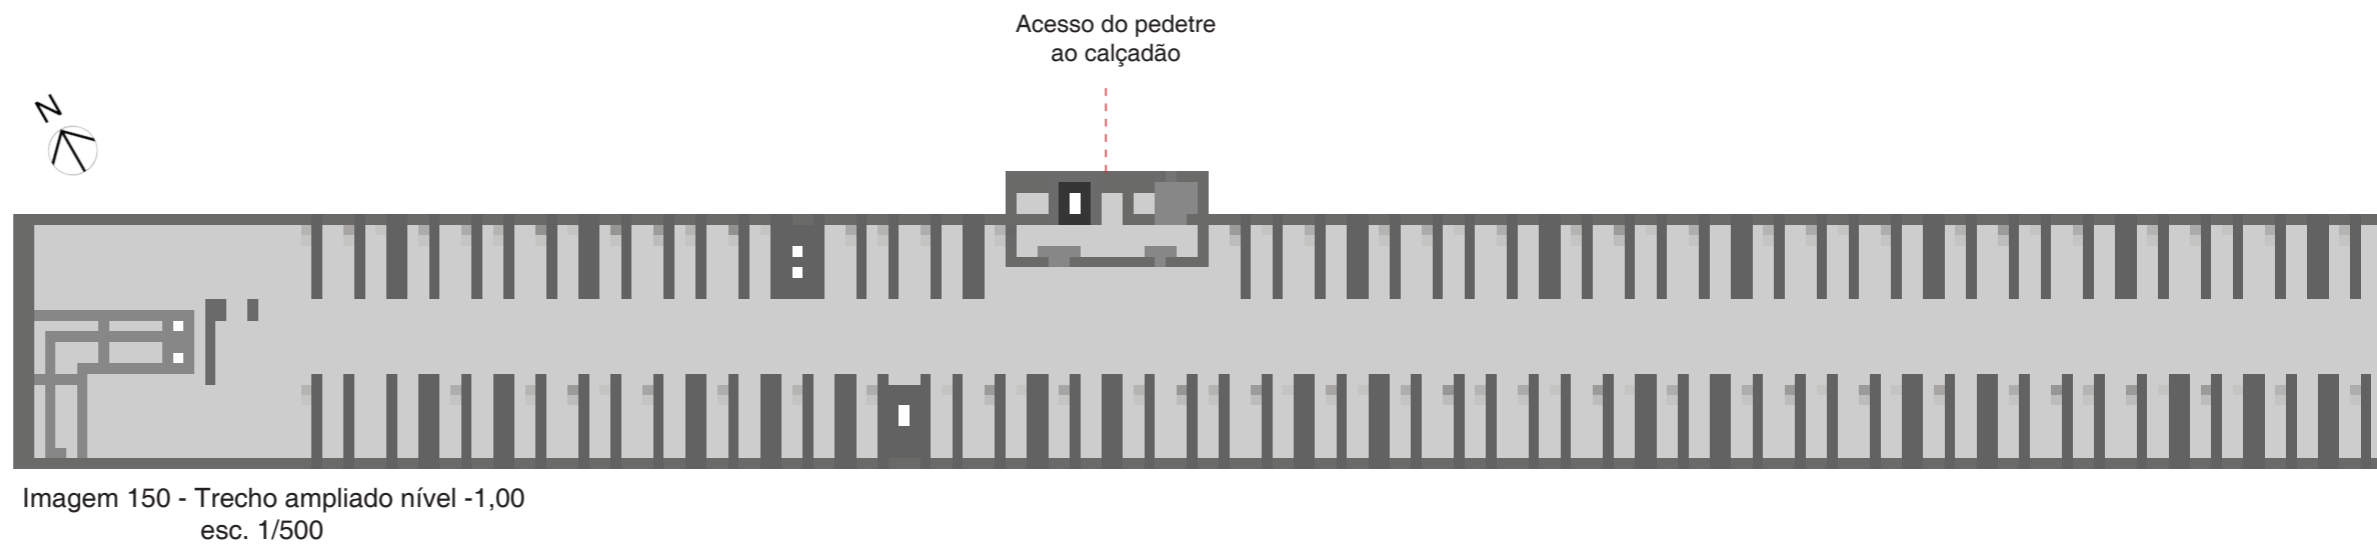 Acesso do pedetre
ao calçadão
N
Imagem 150 - Trecho ampliado nível -1,00
esc. 1/500